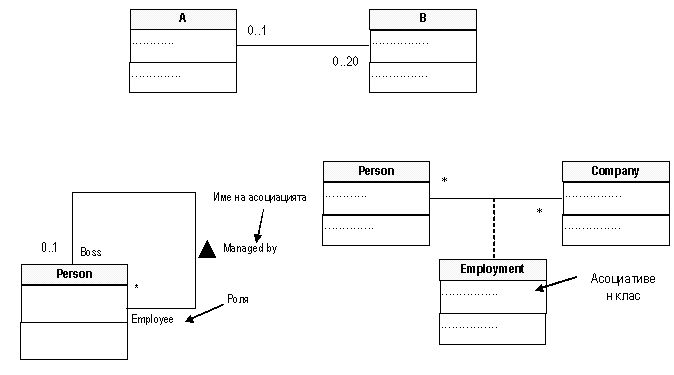 A
B
0..1
0..20
Person
Company
*
*
Име на асоциацията
Managed by
0..1
Boss
Person
*
Employee
Роля
Employment
Асоциативе
н клас